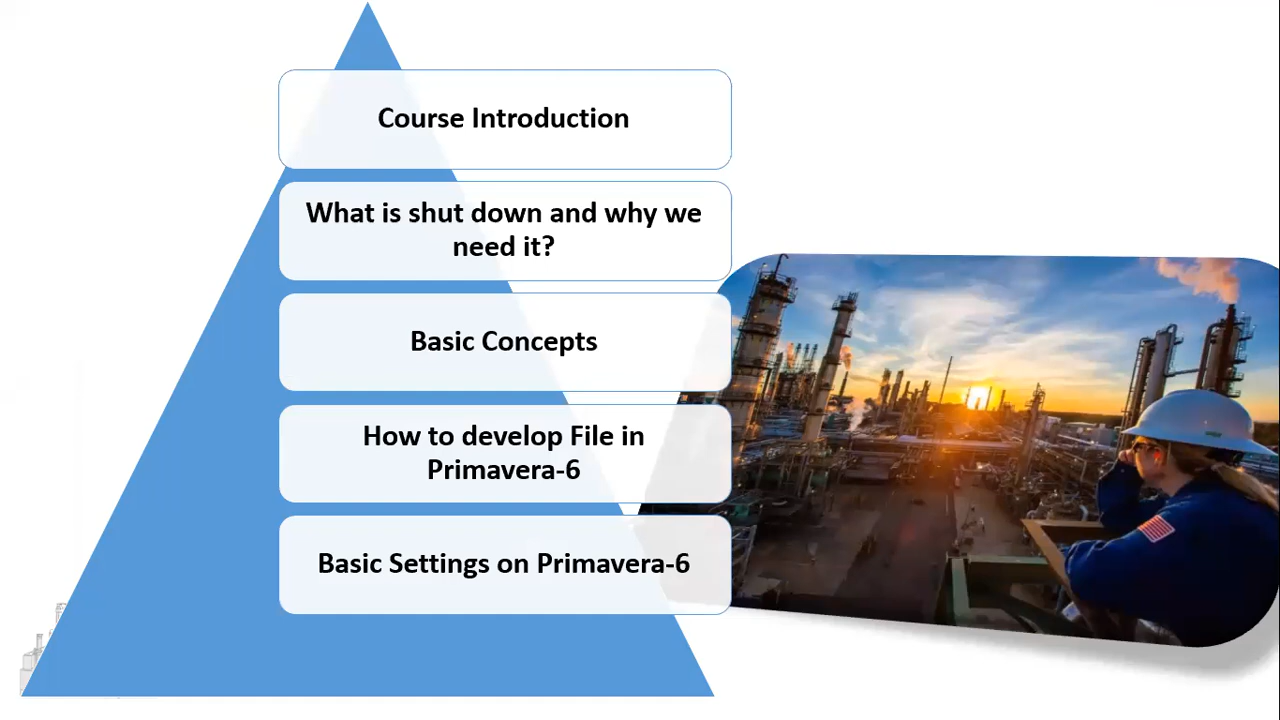 Course Introduction
What is shut down and why we
need it?
Basic Concepts
How to develop File in
Primavera-6
Basic Settings on Primavera-6